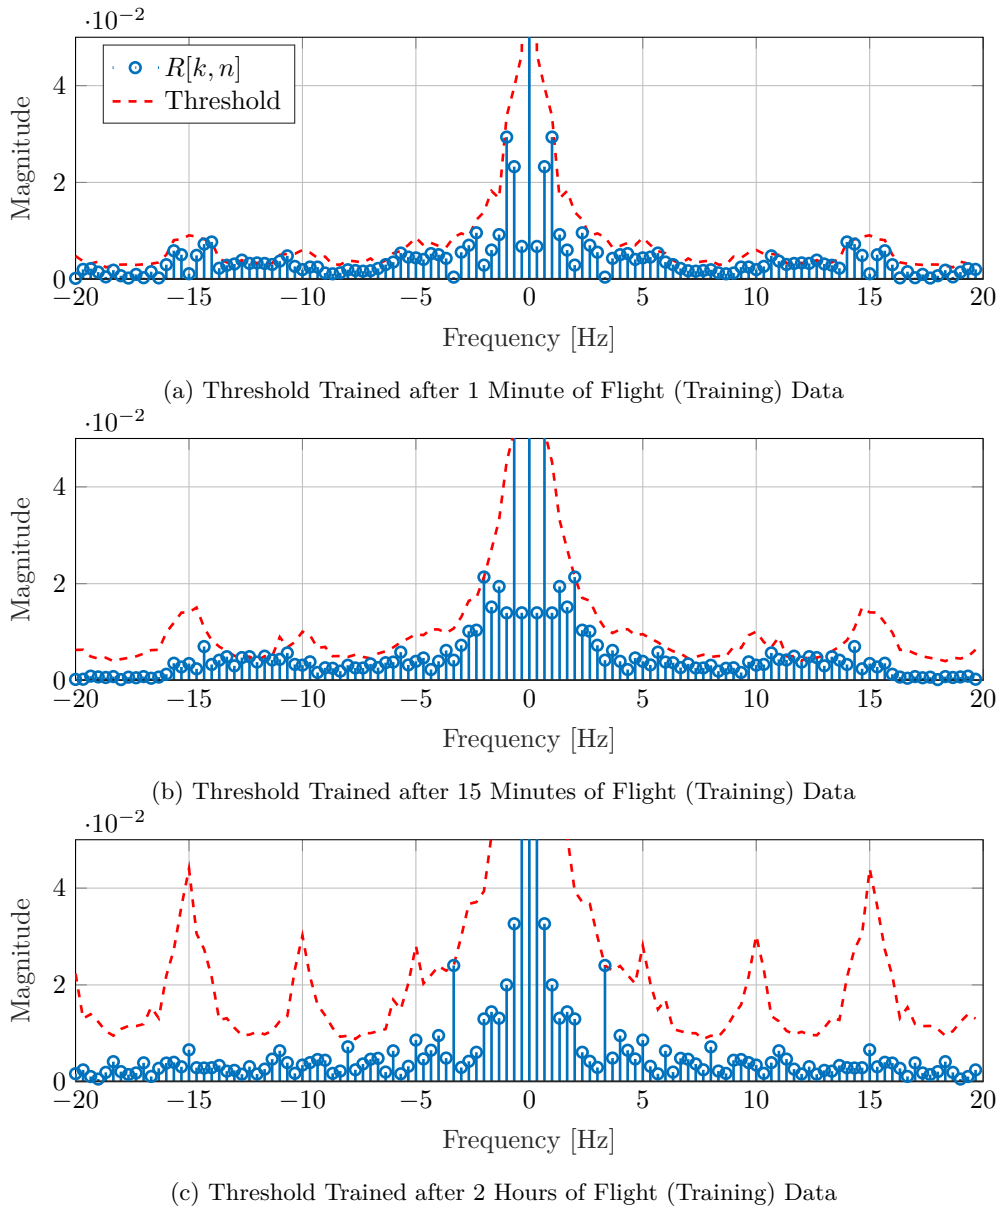 ·10⁻²
R[k, n]
Threshold
Magnitude
4
2
0
−20 −15 −10 −5 0 5 10 15 20
Frequency [Hz]
(a) Threshold Trained after 1 Minute of Flight (Training) Data
·10⁻²
Magnitude
4
2
0
−20 −15 −10 −5 0 5 10 15 20
Frequency [Hz]
(b) Threshold Trained after 15 Minutes of Flight (Training) Data
·10⁻²
Magnitude
4
2
0
−20 −15 −10 −5 0 5 10 15 20
Frequency [Hz]
(c) Threshold Trained after 2 Hours of Flight (Training) Data